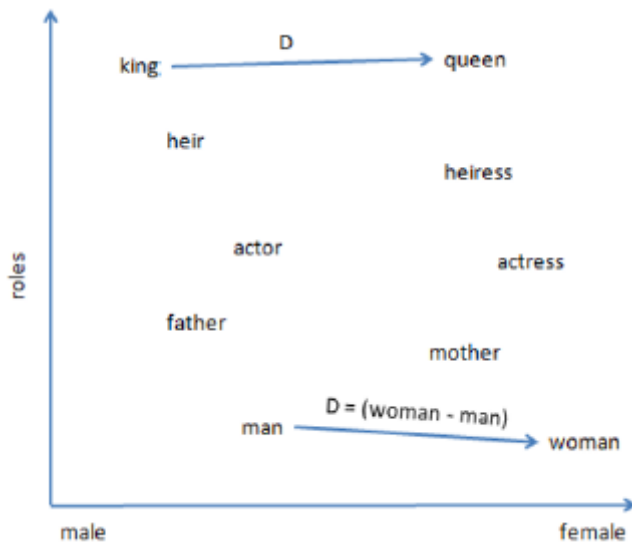 D
king
queen
heir
heiress
actor
actress
roles
father
mother
D = (woman - man)
man
woman
male
female